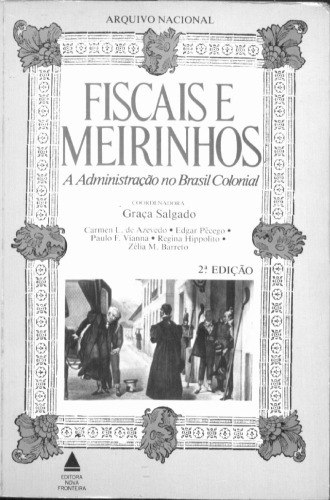 ARQUIVO NACIONAL
FISCAIS E
MEIRINHOS
A Administração no Brasil Colonial
COORDENADORA
Graça Salgado
Carmen L. de Azevedo • Edgar Pêcego •
Paulo F. Vianna • Regina Hippolito •
Zélia M. Barreto
2ª EDIÇÃO
EDITORA
NOVA
FRONTEIRA